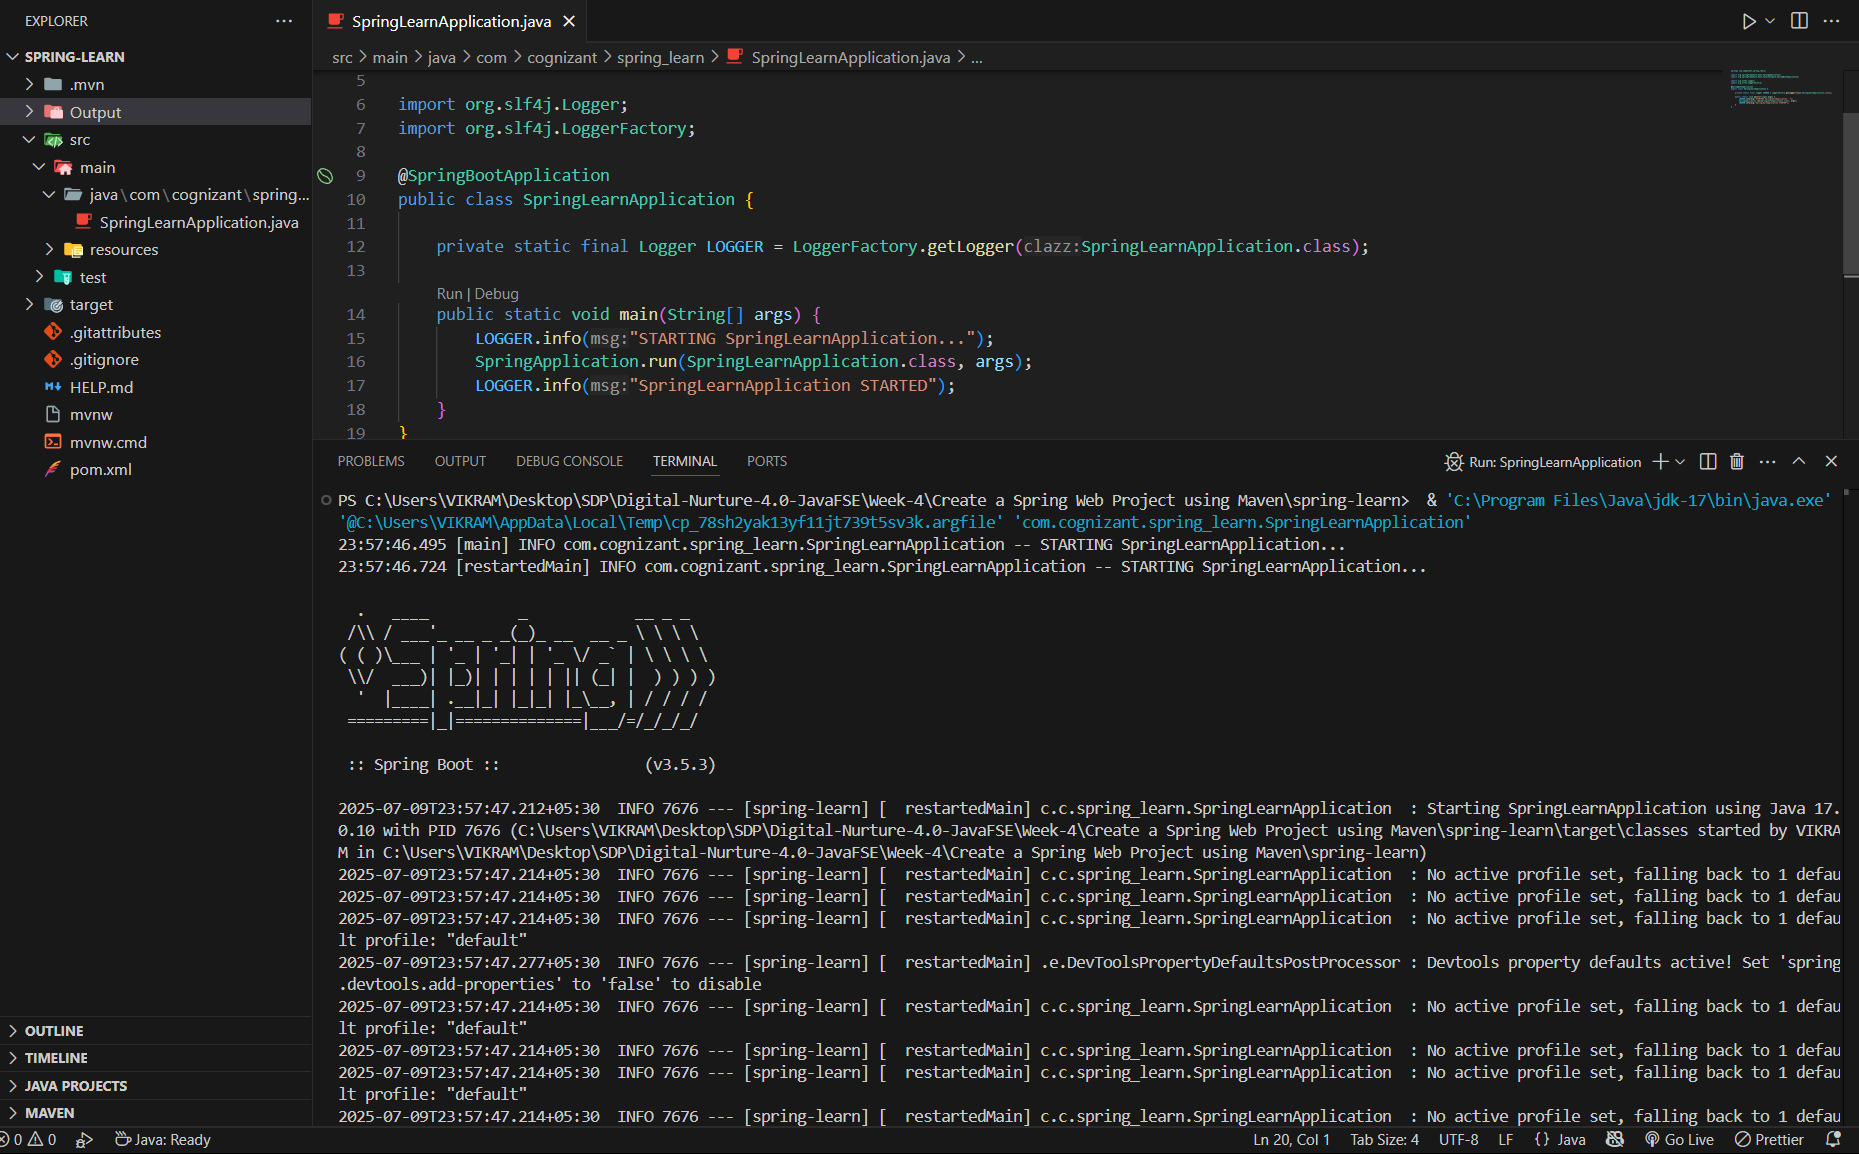 EXPLORER
SPRING-LEARN
.mvn
Output
src
main
java\com\cognizant\spring...
SpringLearnApplication.java
resources
test
target
.gitattributes
.gitignore
HELP.md
mvnw
mvnw.cmd
pom.xml
OUTLINE
TIMELINE
JAVA PROJECTS
MAVEN
SpringLearnApplication.java
src > main > java > com > cognizant > spring_learn > SpringLearnApplication.java > ...
5
6 import org.slf4j.Logger;
7 import org.slf4j.LoggerFactory;
8
9 @SpringBootApplication
10 public class SpringLearnApplication {
11
12 private static final Logger LOGGER = LoggerFactory.getLogger(clazz:SpringLearnApplication.class);
13
Run | Debug
14 public static void main(String[] args) {
15 LOGGER.info(msg:"STARTING SpringLearnApplication...");
16 SpringApplication.run(SpringLearnApplication.class, args);
17 LOGGER.info(msg:"SpringLearnApplication STARTED");
18 }
19 }
PROBLEMS OUTPUT DEBUG CONSOLE TERMINAL PORTS
Run: SpringLearnApplication
PS C:\Users\VIKRAM\Desktop\SDP\Digital-Nurture-4.0-JavaFSE\Week-4\Create a Spring Web Project using Maven\spring-learn> & 'C:\Program Files\Java\jdk-17\bin\java.exe'
'@C:\Users\VIKRAM\AppData\Local\Temp\cp_78sh2yak13yf11jt739t5sv3k.argfile' 'com.cognizant.spring_learn.SpringLearnApplication'
23:57:46.495 [main] INFO com.cognizant.spring_learn.SpringLearnApplication -- STARTING SpringLearnApplication...
23:57:46.724 [restartedMain] INFO com.cognizant.spring_learn.SpringLearnApplication -- STARTING SpringLearnApplication...
  .   ____          _            __ _ _
 /\\ / ___'_ __ _ _(_)_ __  __ _ \ \ \ \
( ( )\___ | '_ | '_| | '_ \/ _` | \ \ \ \
 \\/  ___)| |_)| | | | | || (_| |  ) ) ) )
  '  |____| .__|_| |_|_| |_\__, | / / / /
 =========|_|==============|___/=/_/_/_/
:: Spring Boot :: (v3.5.3)
2025-07-09T23:57:47.212+05:30 INFO 7676 --- [spring-learn] [ restartedMain] c.c.spring_learn.SpringLearnApplication : Starting SpringLearnApplication using Java 17.
0.10 with PID 7676 (C:\Users\VIKRAM\Desktop\SDP\Digital-Nurture-4.0-JavaFSE\Week-4\Create a Spring Web Project using Maven\spring-learn\target\classes started by VIKRA
M in C:\Users\VIKRAM\Desktop\SDP\Digital-Nurture-4.0-JavaFSE\Week-4\Create a Spring Web Project using Maven\spring-learn)
2025-07-09T23:57:47.214+05:30 INFO 7676 --- [spring-learn] [ restartedMain] c.c.spring_learn.SpringLearnApplication : No active profile set, falling back to 1 defau
2025-07-09T23:57:47.214+05:30 INFO 7676 --- [spring-learn] [ restartedMain] c.c.spring_learn.SpringLearnApplication : No active profile set, falling back to 1 defau
2025-07-09T23:57:47.214+05:30 INFO 7676 --- [spring-learn] [ restartedMain] c.c.spring_learn.SpringLearnApplication : No active profile set, falling back to 1 defau
lt profile: "default"
2025-07-09T23:57:47.277+05:30 INFO 7676 --- [spring-learn] [ restartedMain] .e.DevToolsPropertyDefaultsPostProcessor : Devtools property defaults active! Set 'spring
.devtools.add-properties' to 'false' to disable
2025-07-09T23:57:47.214+05:30 INFO 7676 --- [spring-learn] [ restartedMain] c.c.spring_learn.SpringLearnApplication : No active profile set, falling back to 1 defau
lt profile: "default"
2025-07-09T23:57:47.214+05:30 INFO 7676 --- [spring-learn] [ restartedMain] c.c.spring_learn.SpringLearnApplication : No active profile set, falling back to 1 defau
2025-07-09T23:57:47.214+05:30 INFO 7676 --- [spring-learn] [ restartedMain] c.c.spring_learn.SpringLearnApplication : No active profile set, falling back to 1 defau
lt profile: "default"
2025-07-09T23:57:47.214+05:30 INFO 7676 --- [spring-learn] [ restartedMain] c.c.spring_learn.SpringLearnApplication : No active profile set, falling back to 1 defau
0 0 Java: Ready
Ln 20, Col 1 Tab Size: 4 UTF-8 LF {} Java Go Live Prettier